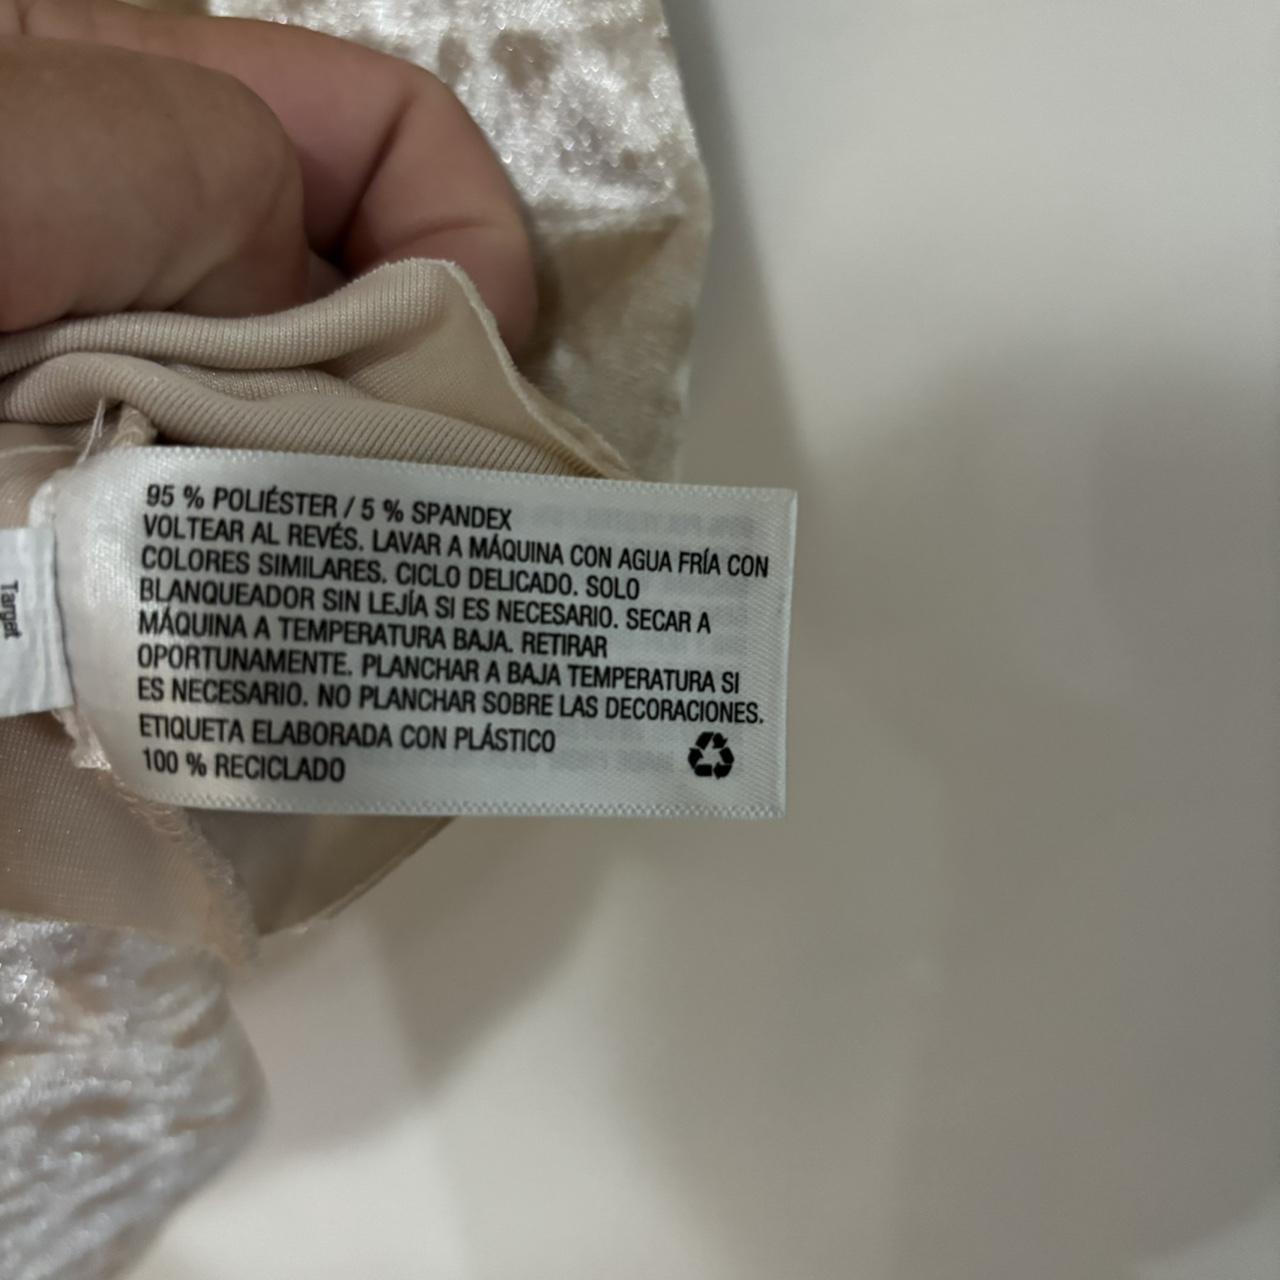 95 % POLIÉSTER / 5 % SPANDEX
VOLTEAR AL REVÉS. LAVAR A MÁQUINA CON AGUA FRÍA CON
COLORES SIMILARES. CICLO DELICADO. SOLO
BLANQUEADOR SIN LEJÍA SI ES NECESARIO. SECAR A
MÁQUINA A TEMPERATURA BAJA. RETIRAR
OPORTUNAMENTE. PLANCHAR A BAJA TEMPERATURA SI
ES NECESARIO. NO PLANCHAR SOBRE LAS DECORACIONES.
ETIQUETA ELABORADA CON PLÁSTICO
100 % RECICLADO
Target